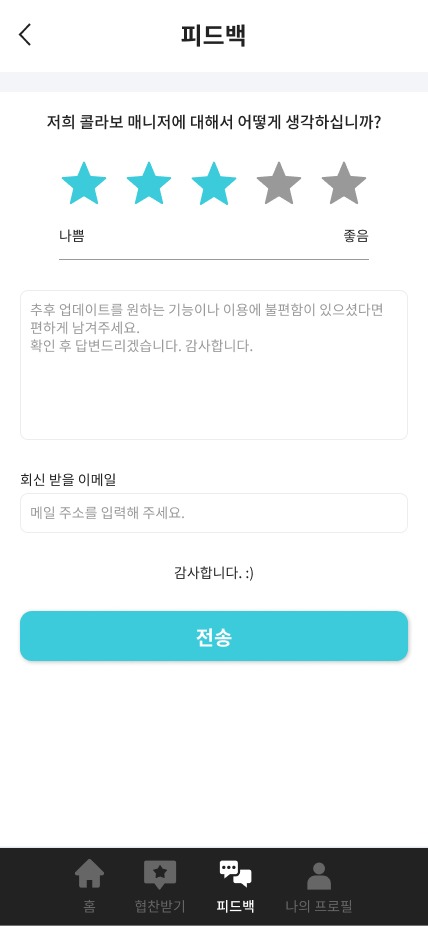 피드백
저희 콜라보 매니저에 대해서 어떻게 생각하십니까?
나쁨 좋음
추후 업데이트를 원하는 기능이나 이용에 불편함이 있으셨다면
편하게 남겨주세요.
확인 후 답변드리겠습니다. 감사합니다.
회신 받을 이메일
메일 주소를 입력해 주세요.
감사합니다. :)
전송
홈 협찬받기 피드백 나의 프로필